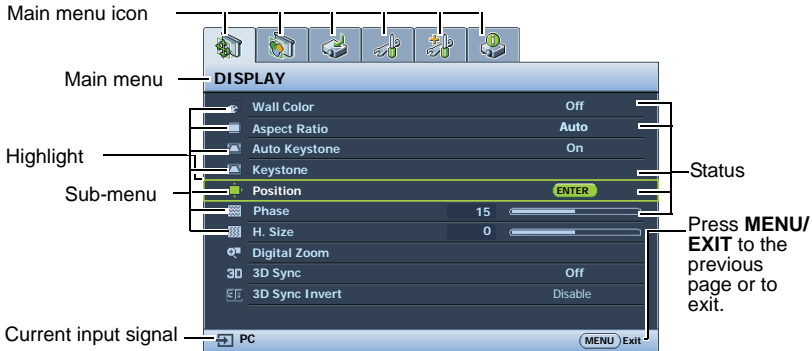 Main menu icon
Main menu
DISPLAY
Wall Color Off
Aspect Ratio Auto
Auto Keystone On
Highlight
Keystone
Status
Sub-menu
Position ENTER
Phase 15
H. Size 0
Press MENU/
EXIT to the
previous
page or to
exit.
Digital Zoom
3D 3D Sync Off
3D Sync Invert Disable
Current input signal
PC
MENU Exit